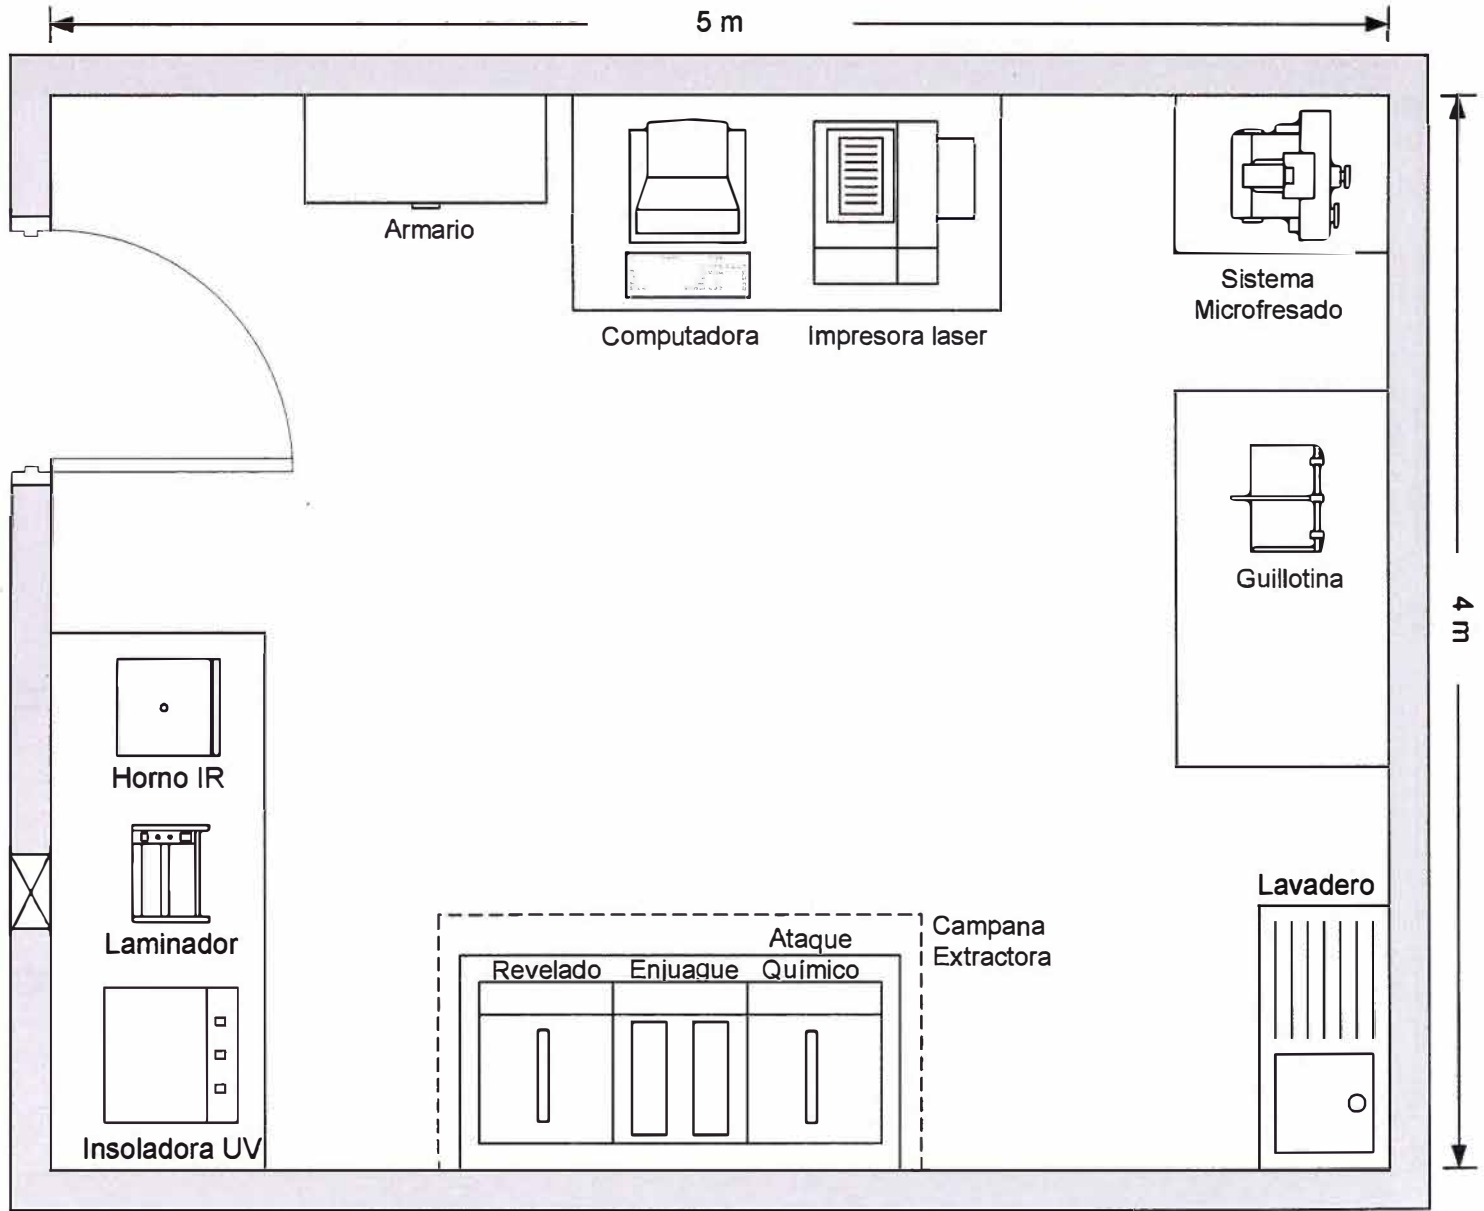 5 m
Armario
Computadora
Impresora laser
Sistema
Microfresado
Guillotina
4 m
Horno IR
Laminador
Insoladora UV
Lavadero
Campana
Extractora
Ataque
Revelado
Enjuague
Químico